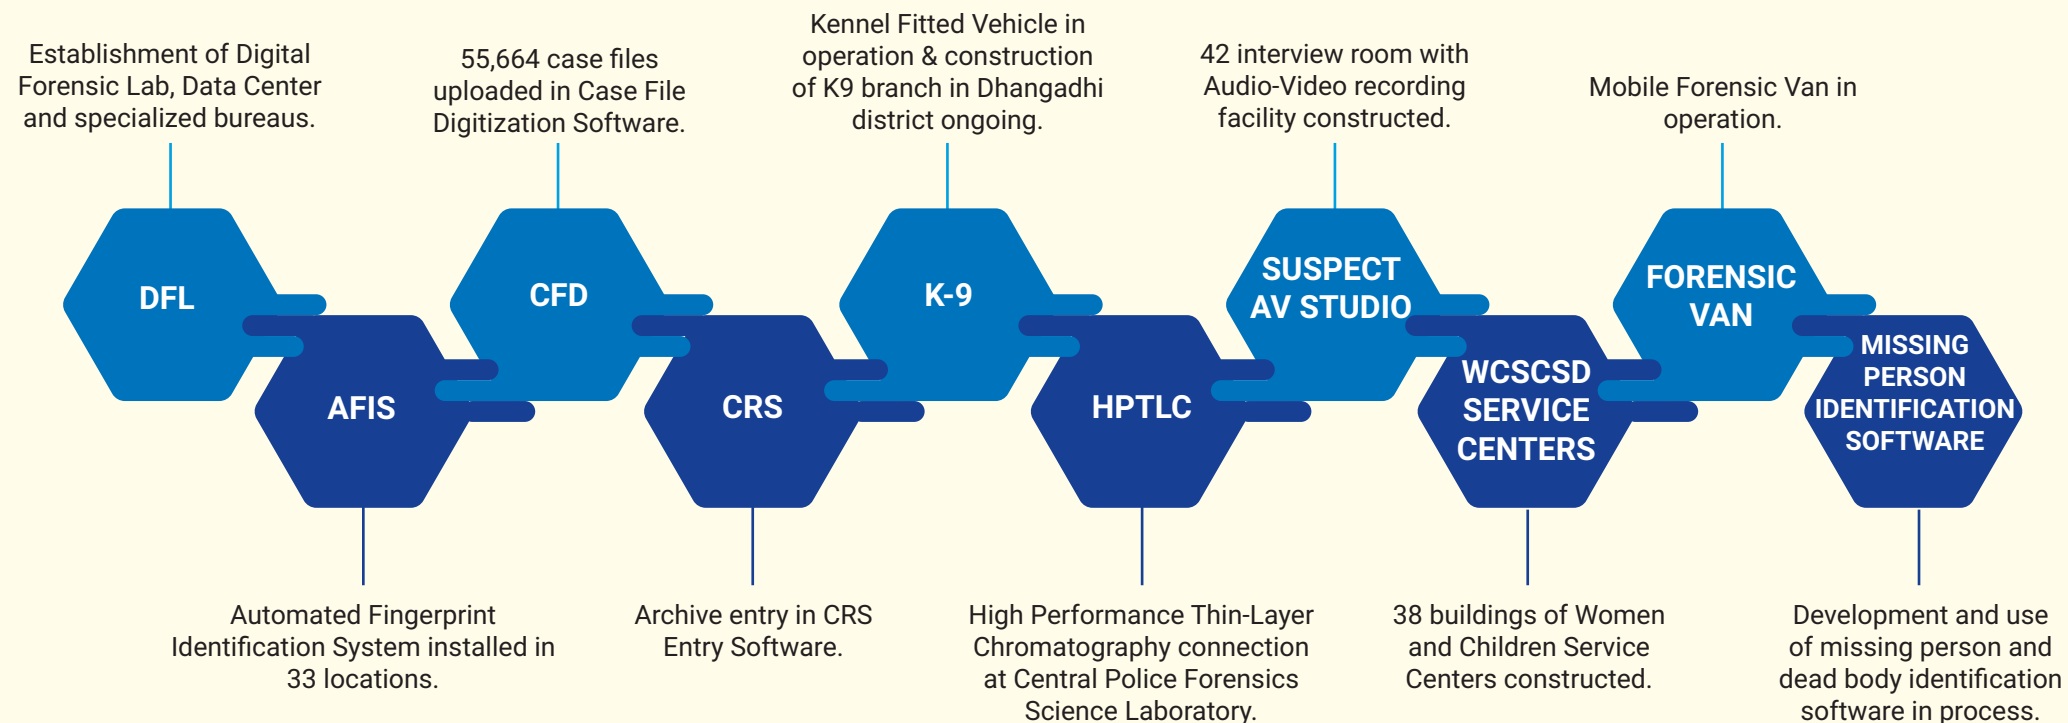 Establishment of Digital
Forensic Lab, Data Center
and specialized bureaus.
55,664 case files
uploaded in Case File
Digitization Software.
Kennel Fitted Vehicle in
operation & construction
of K9 branch in Dhangadhi
district ongoing.
42 interview room with
Audio-Video recording
facility constructed.
Mobile Forensic Van in
operation.
DFL
AFIS
CFD
CRS
K-9
HPTLC
SUSPECT
AV STUDIO
WCSCSD
SERVICE
CENTERS
FORENSIC
VAN
MISSING
PERSON
IDENTIFICATION
SOFTWARE
Automated Fingerprint
Identification System installed in
33 locations.
Archive entry in CRS
Entry Software.
High Performance Thin-Layer
Chromatography connection
at Central Police Forensics
Science Laboratory.
38 buildings of Women
and Children Service
Centers constructed.
Development and use
of missing person and
dead body identification
software in process.